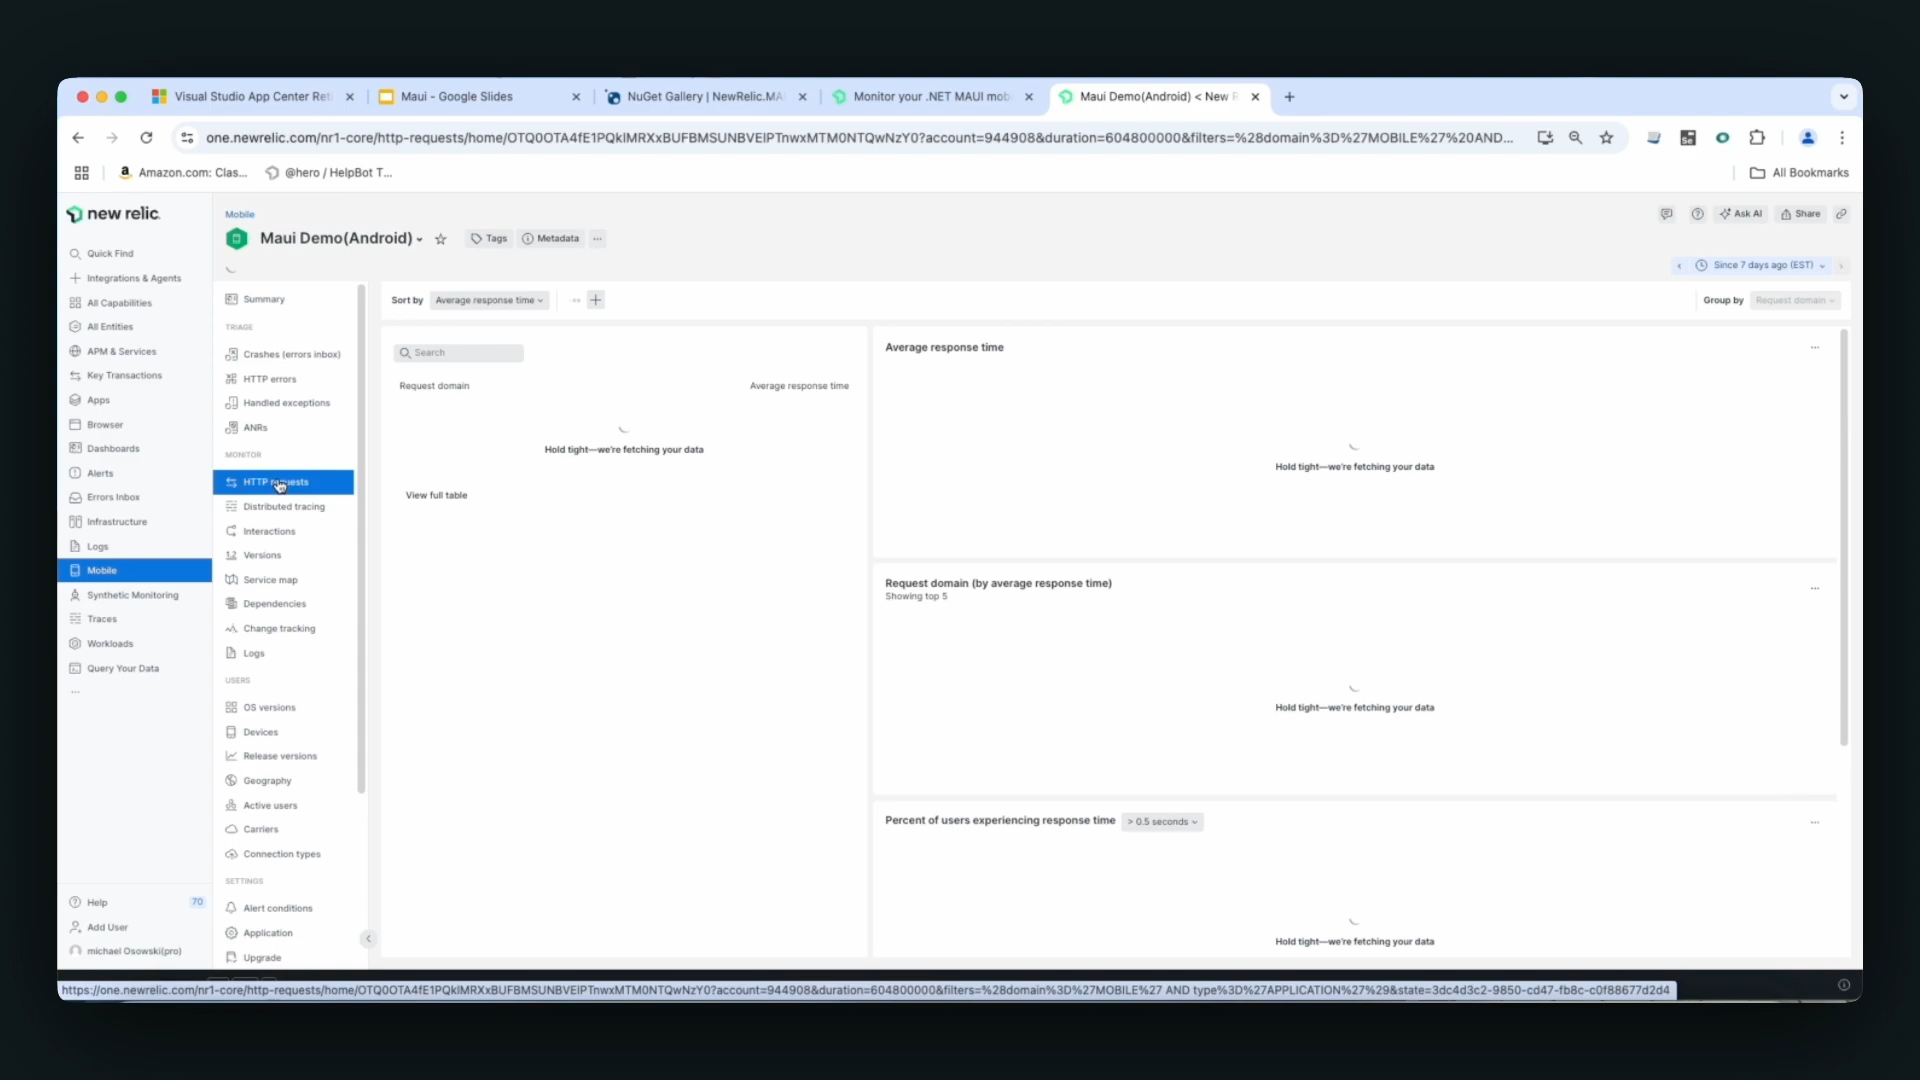 Visual Studio App Center Reti
Maui - Google Slides
NuGet Gallery | NewRelic.MA
Monitor your .NET MAUI mob
Maui Demo(Android) < New R
one.newrelic.com/nr1-core/http-requests/home/OTQ0OTA4fE1PQklMRXxBUFBMSUNBVElPTnwxMTM0NTQwNzY0?account=944908&duration=604800000&filters=%28domain%3D%27MOBILE%27%20AND...
Amazon.com: Clas...
@hero / HelpBot T...
All Bookmarks
new relic.
Quick Find
Integrations & Agents
All Capabilities
All Entities
APM & Services
Key Transactions
Apps
Browser
Dashboards
Alerts
Errors Inbox
Infrastructure
Logs
Mobile
Synthetic Monitoring
Traces
Workloads
Query Your Data
...
Help 70
Add User
michael Osowski(pro)
Mobile
Maui Demo(Android)
Tags
Metadata
...
Ask AI
Share
Since 7 days ago (EST)
Summary
TRIAGE
Crashes (errors inbox)
HTTP errors
Handled exceptions
ANRs
MONITOR
HTTP requests
Distributed tracing
Interactions
Versions
Service map
Dependencies
Change tracking
Logs
USERS
OS versions
Devices
Release versions
Geography
Active users
Carriers
Connection types
SETTINGS
Alert conditions
Application
Upgrade
Sort by Average response time
Group by Request domain
Search
Request domain Average response time
Hold tight—we're fetching your data
View full table
Average response time
...
Hold tight—we're fetching your data
Request domain (by average response time)
Showing top 5
...
Hold tight—we're fetching your data
Percent of users experiencing response time > 0.5 seconds
...
Hold tight—we're fetching your data
https://one.newrelic.com/nr1-core/http-requests/home/OTQ0OTA4fE1PQklMRXxBUFBMSUNBVElPTnwxMTM0NTQwNzY0?account=944908&duration=604800000&filters=%28domain%3D%27MOBILE%27 AND type%3D%27APPLICATION%27%29&state=3dc4d3c2-9850-cd47-fb8c-c0f88677d2d4